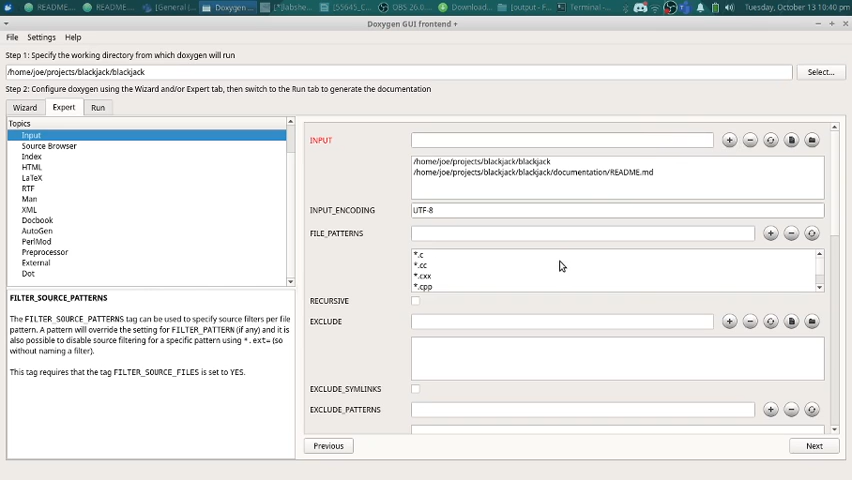 README...
README...
[General |...
Doxygen...
[*]labshe...
[55645_C...
OBS 26.0...
Download...
[output - F...
Terminal -...
Tuesday, October 13 10:40 pm
Doxygen GUI frontend +
File Settings Help
Step 1: Specify the working directory from which doxygen will run
/home/joe/projects/blackjack/blackjack
Select...
Step 2: Configure doxygen using the Wizard and/or Expert tab, then switch to the Run tab to generate the documentation
Wizard Expert Run
Topics
Input
Source Browser
Index
HTML
LaTeX
RTF
Man
XML
Docbook
AutoGen
PerlMod
Preprocessor
External
Dot
FILTER_SOURCE_PATTERNS
The FILTER_SOURCE_PATTERNS tag can be used to specify source filters per file
pattern. A pattern will override the setting for FILTER_PATTERN (if any) and it is
also possible to disable source filtering for a specific pattern using *.ext= (so
without naming a filter).
This tag requires that the tag FILTER_SOURCE_FILES is set to YES.
INPUT
/home/joe/projects/blackjack/blackjack
/home/joe/projects/blackjack/blackjack/documentation/README.md
INPUT_ENCODING
UTF-8
FILE_PATTERNS
*.c
*.cc
*.cxx
*.cpp
RECURSIVE
EXCLUDE
EXCLUDE_SYMLINKS
EXCLUDE_PATTERNS
Previous
Next